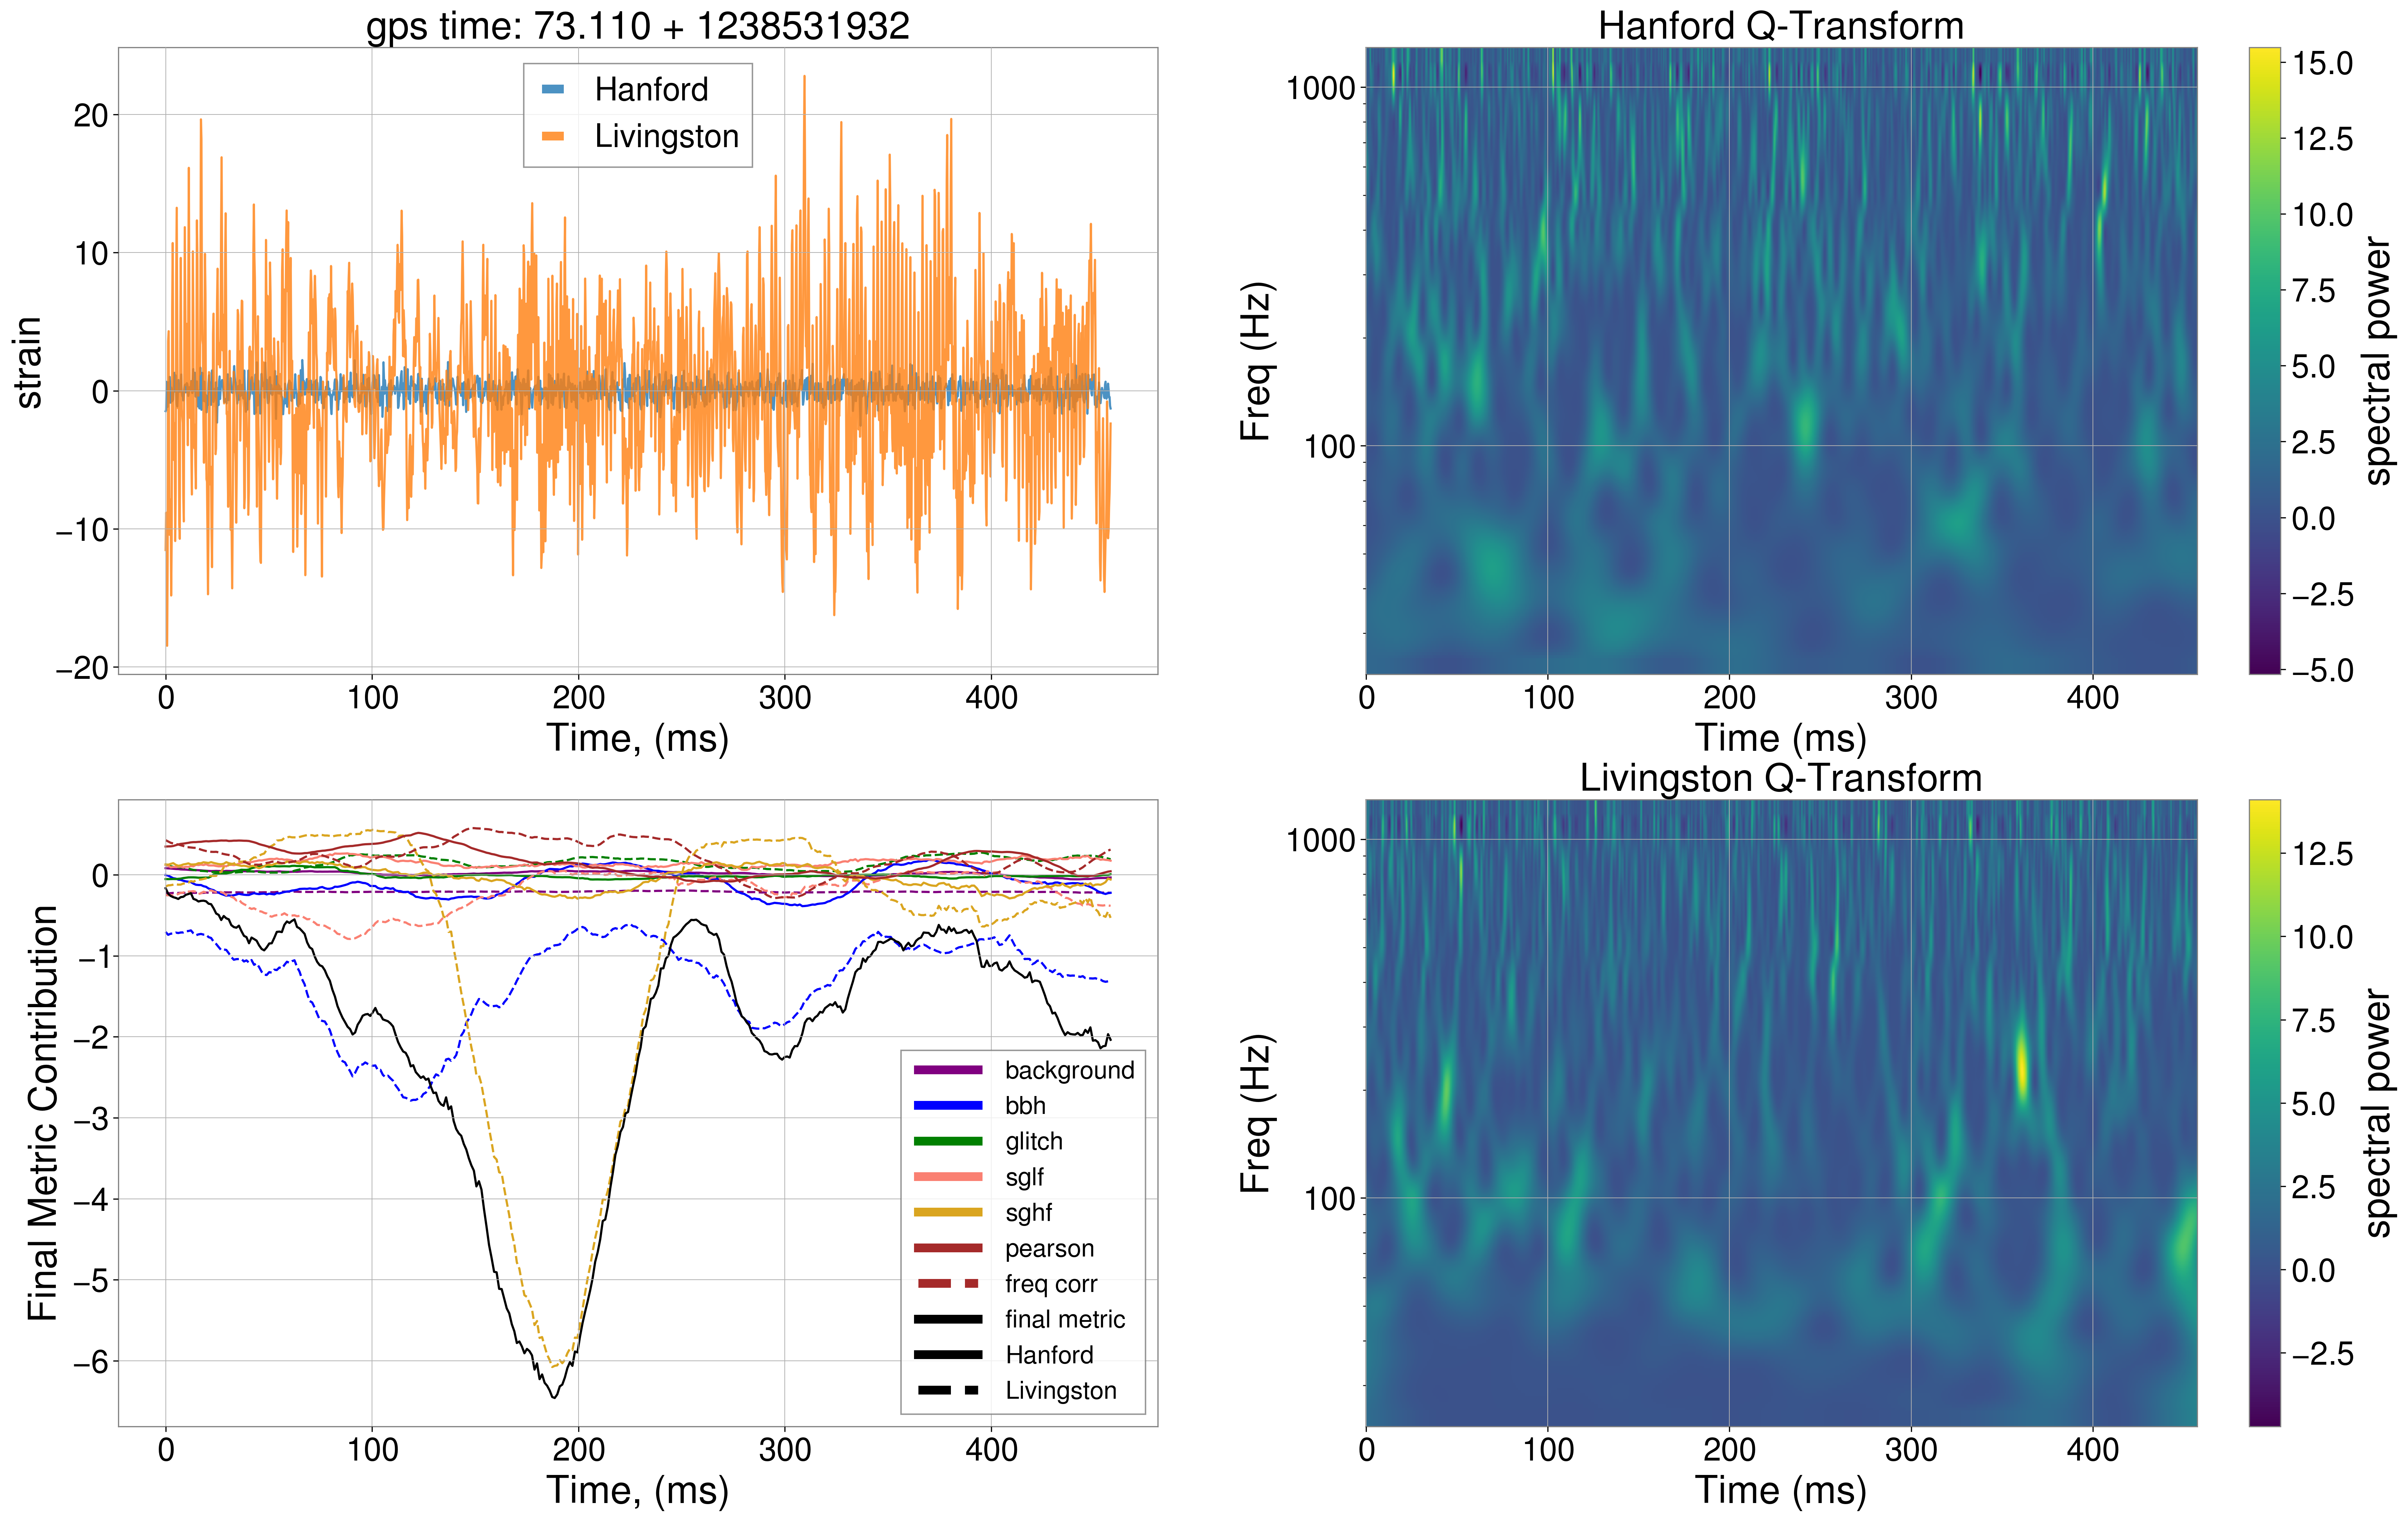 gps time: 73.110 + 1238531932
Hanford
Livingston
strain
20
10
0
−10
−20
0 100 200 300 400
Time, (ms)
Hanford Q-Transform
Freq (Hz)
1000
100
0 100 200 300 400
Time (ms)
15.0
12.5
10.0
7.5
5.0
2.5
0.0
−2.5
−5.0
spectral power
Final Metric Contribution
0
−1
−2
−3
−4
−5
−6
background
bbh
glitch
sglf
sghf
pearson
freq corr
final metric
Hanford
Livingston
0 100 200 300 400
Time, (ms)
Livingston Q-Transform
Freq (Hz)
1000
100
0 100 200 300 400
Time (ms)
12.5
10.0
7.5
5.0
2.5
0.0
−2.5
spectral power